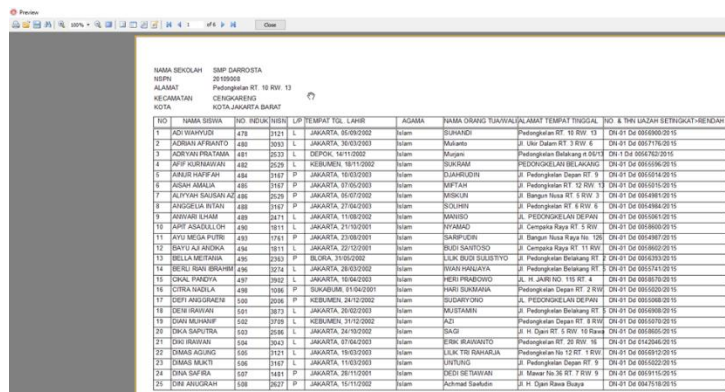 Preview
100%
1 of 6
Close
NAMA SEKOLAH SMP DARROSTA
NSPN 20109008
ALAMAT Pedongkelan RT. 10 RW. 13
KECAMATAN CENGKARENG
KOTA KOTA JAKARTA BARAT
NO NAMA SISWA NO. INDUK NISN L/P TEMPAT TGL. LAHIR AGAMA NAMA ORANG TUA/WALI ALAMAT TEMPAT TINGGAL NO. & THN IJAZAH SETINGKAT>RENDAH
1 ADI WAHYUDI 478 3121 L JAKARTA, 05/09/2002 Islam SUHANDI Pedongkelan RT. 10 RW. 13 DN-01 Dd 0056900/2015
2 ADRIAN AFRIANTO 480 3093 L JAKARTA, 30/03/2003 Islam Mukanto Jl. Ukir Dalam RT. 3 RW. 6 DN-01 Dd 0067176/2015
3 ADRYAN PRATAMA 481 2533 L DEPOK, 14/11/2002 Islam Murjani Pedongkelan Belakang rt.06/13 DN-1 Dd 0056762/2015
4 AFIF KURNIAWAN 482 2529 L KEBUMEN, 18/11/2002 Islam SUKRAM PEDONGKELAN BELAKANG DN-01 Dd 0055596/2015
5 AINUR HAFIFAH 484 3167 P JAKARTA, 10/03/2003 Islam DJAHRUDIN Jl. Pedongkelan Depan RT. 9 DN-01 Dd 0055014/2015
6 AISAH AMALIA 485 3167 P JAKARTA, 07/05/2003 Islam MIFTAH Jl. Pedongkelan RT. 12 RW. 13 DN-01 Dd 0055015/2015
7 ALIYYAH SAUSAN AZ 486 2529 P JAKARTA, 05/07/2002 Islam MISKUN Jl. Bangun Nusa RT. 5 RW. 3 DN-01 Dd 0054981/2015
8 ANGGELIA INTAN 488 3167 P JAKARTA, 27/04/2003 Islam SOLIHIN Jl. Pedongkelan RT. 6 RW. 6 DN-01 Dd 0054984/2015
9 ANWARI ILHAM 489 2471 L JAKARTA, 11/08/2002 Islam MANISO JL. PEDONGKELAN DEPAN DN-01 Dd 0055061/2015
10 APIT ASADULLOH 490 1811 L JAKARTA, 21/10/2001 Islam NYAMAD Jl. Cempaka Raya RT. 5 RW. DN-01 Dd 0058600/2015
11 AYU MEGA PUTRI 493 1761 P JAKARTA, 23/08/2001 Islam SARIPUDIN Jl. Bangun Nusa Raya No. 126 DN-01 Dd 0054987/2015
12 BAYU AJI ANDIKA 494 1811 L JAKARTA, 22/12/2001 Islam BUDI SANTOSO Jl. Cempaka Raya RT. 11 RW. DN-01 Dd 0058602/2015
13 BELLA MEITANIA 495 2363 P BLORA, 31/05/2002 Islam LILIK BUDI SULISTIYO Jl. Pedongkelan Belakang RT. DN-01 Dd 0056393/2015
14 BERLI RIAN IBRAHIM 496 3274 L JAKARTA, 28/03/2002 Islam IWAN HANJAYA Jl. Pedongkelan Belakang RT. DN-01 Dd 0055741/2015
15 CIKAL PANDYA 497 3902 L JAKARTA, 10/04/2003 Islam HERI PRABOWO JL. H. JAIRI NO. 115 RT. 4 DN-01 Dd 0058570/2015
16 CITRA NADILA 498 1086 P SUKABUMI, 01/04/2001 Islam HARI SUKMANA Pedongkelan Depan RT. 2 RW. DN-01 Dd 0055020/2015
17 DEFI ANGGRAENI 500 2006 P KEBUMEN, 24/12/2002 Islam SUDARYONO JL. PEDONGKELAN DEPAN DN-01 Dd 0055068/2015
18 DENI IRAWAN 501 3873 L JAKARTA, 20/02/2003 Islam MUSTAMIN Jl. Pedongkelan Belakang RT. DN-01 Dd 0056908/2015
19 DIAN MUHANIF 502 3709 L KEBUMEN, 31/12/2002 Islam AZI Pedongkelan Depan RT. 8 RW. DN-01 Dd 0055070/2015
20 DIKA SAPUTRA 503 2586 L JAKARTA, 24/10/2002 Islam SAGI Jl. H. Djairi RT. 5 RW. 10 Rawa DN-01 Dd 0058605/2015
21 DIKI IRAWAN 504 3043 L JAKARTA, 07/04/2003 Islam ERIK IRAWANTO Pedongkelan RT. 20 RW. 16 DN-01 Dd 0142046/2015
22 DIMAS AGUNG 505 3121 L JAKARTA, 19/03/2003 Islam LILIK TRI RAHARJA Pedongkelan No 12 RT. 1 RW. DN-01 Dd 0056912/2015
23 DIMAS MUKTI 506 3167 L JAKARTA, 11/03/2003 Islam UNTUNG Jl. Pedongkelan Depan RT. 9 DN-01 Dd 0055022/2015
24 DINA SAFIRA 507 1481 P JAKARTA, 28/11/2001 Islam DEDI SETIAWAN Jl. Mawar No 36 RT. 7 RW. 9 DN-01 Dd 0059115/2015
25 DINI ANUGRAH 508 2627 P JAKARTA, 15/11/2002 Islam Achmad Saefudin Jl. H. Djairi Rawa Buaya DN-01 Dd 0047518/2015